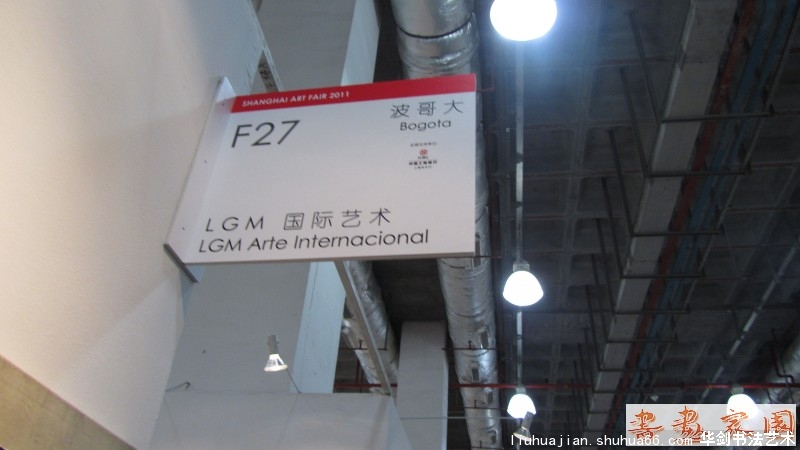 SHANGHAI ART FAIR 2011
F27
波哥大
Bogota
LGM 国际艺术
LGM Arte Internacional
书画家园
liuhuajian.shuhua66.com 华剑书法艺术